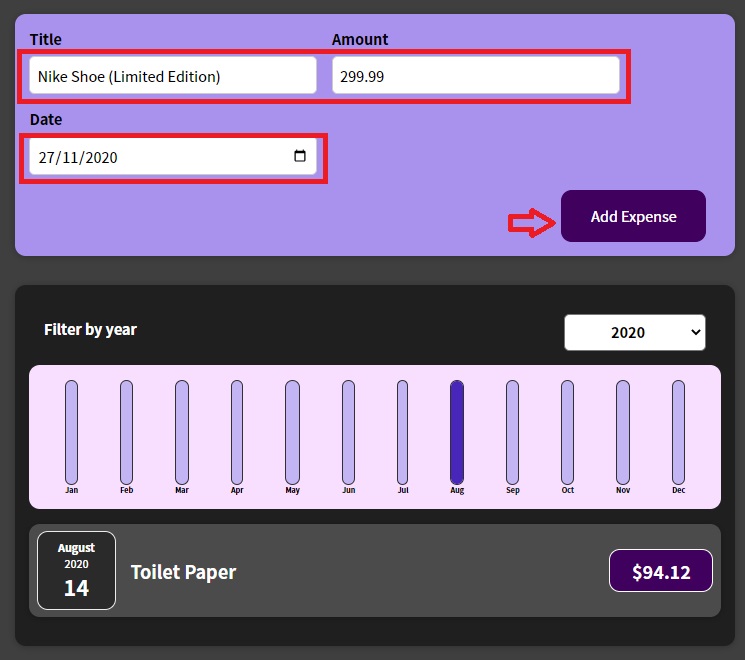 Title Amount
Nike Shoe (Limited Edition) 299.99
Date
27/11/2020
Add Expense
Filter by year 2020
Jan Feb Mar Apr May Jun Jul Aug Sep Oct Nov Dec
August
2020
14
Toilet Paper
$94.12